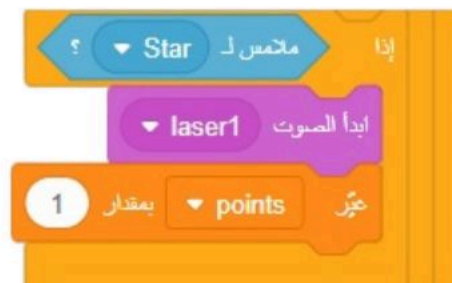 إذا ملامس لـ Star ؟
ابدأ الصوت laser1
غيّر points بمقدار 1